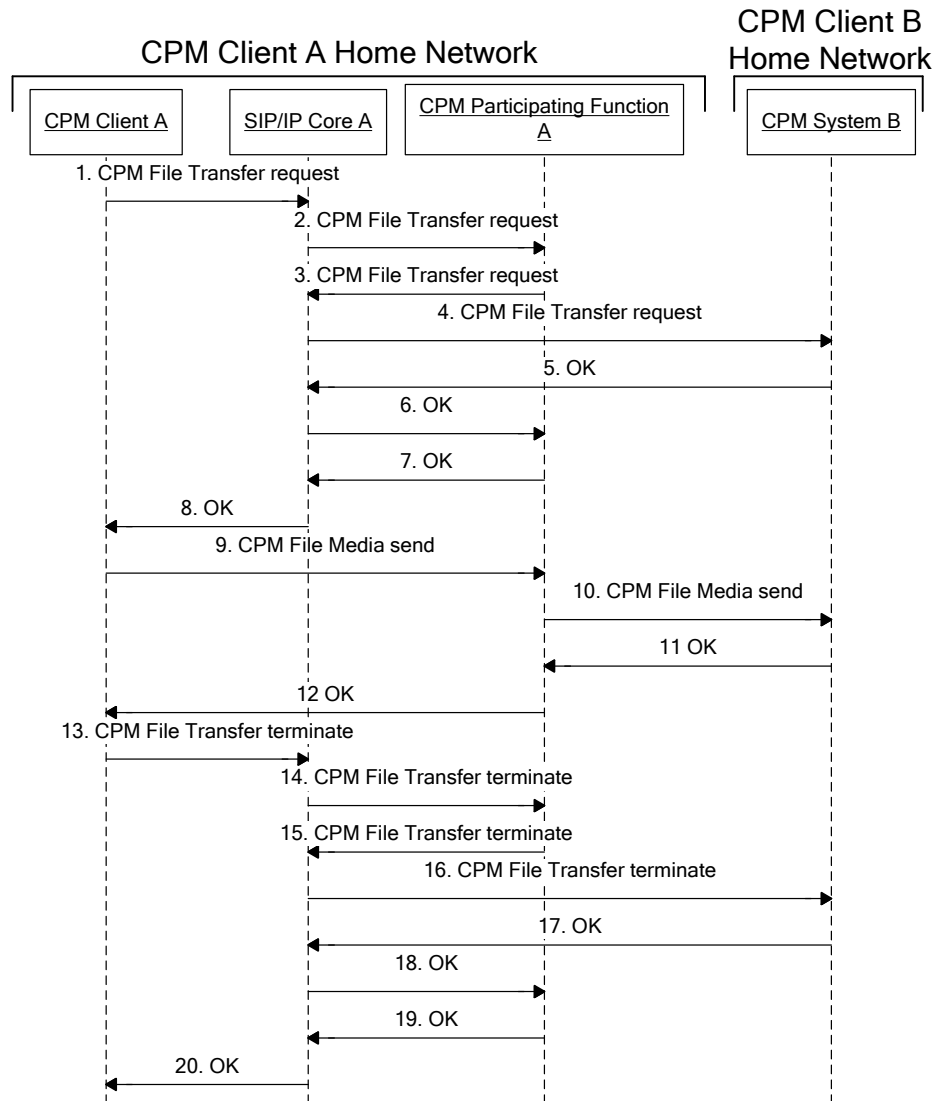 CPM Client A Home Network
CPM Client B
Home Network
CPM Client A
SIP/IP Core A
CPM Participating Function
A
CPM System B
1. CPM File Transfer request
2. CPM File Transfer request
3. CPM File Transfer request
4. CPM File Transfer request
5. OK
6. OK
7. OK
8. OK
9. CPM File Media send
10. CPM File Media send
11 OK
12 OK
13. CPM File Transfer terminate
14. CPM File Transfer terminate
15. CPM File Transfer terminate
16. CPM File Transfer terminate
17. OK
18. OK
19. OK
20. OK